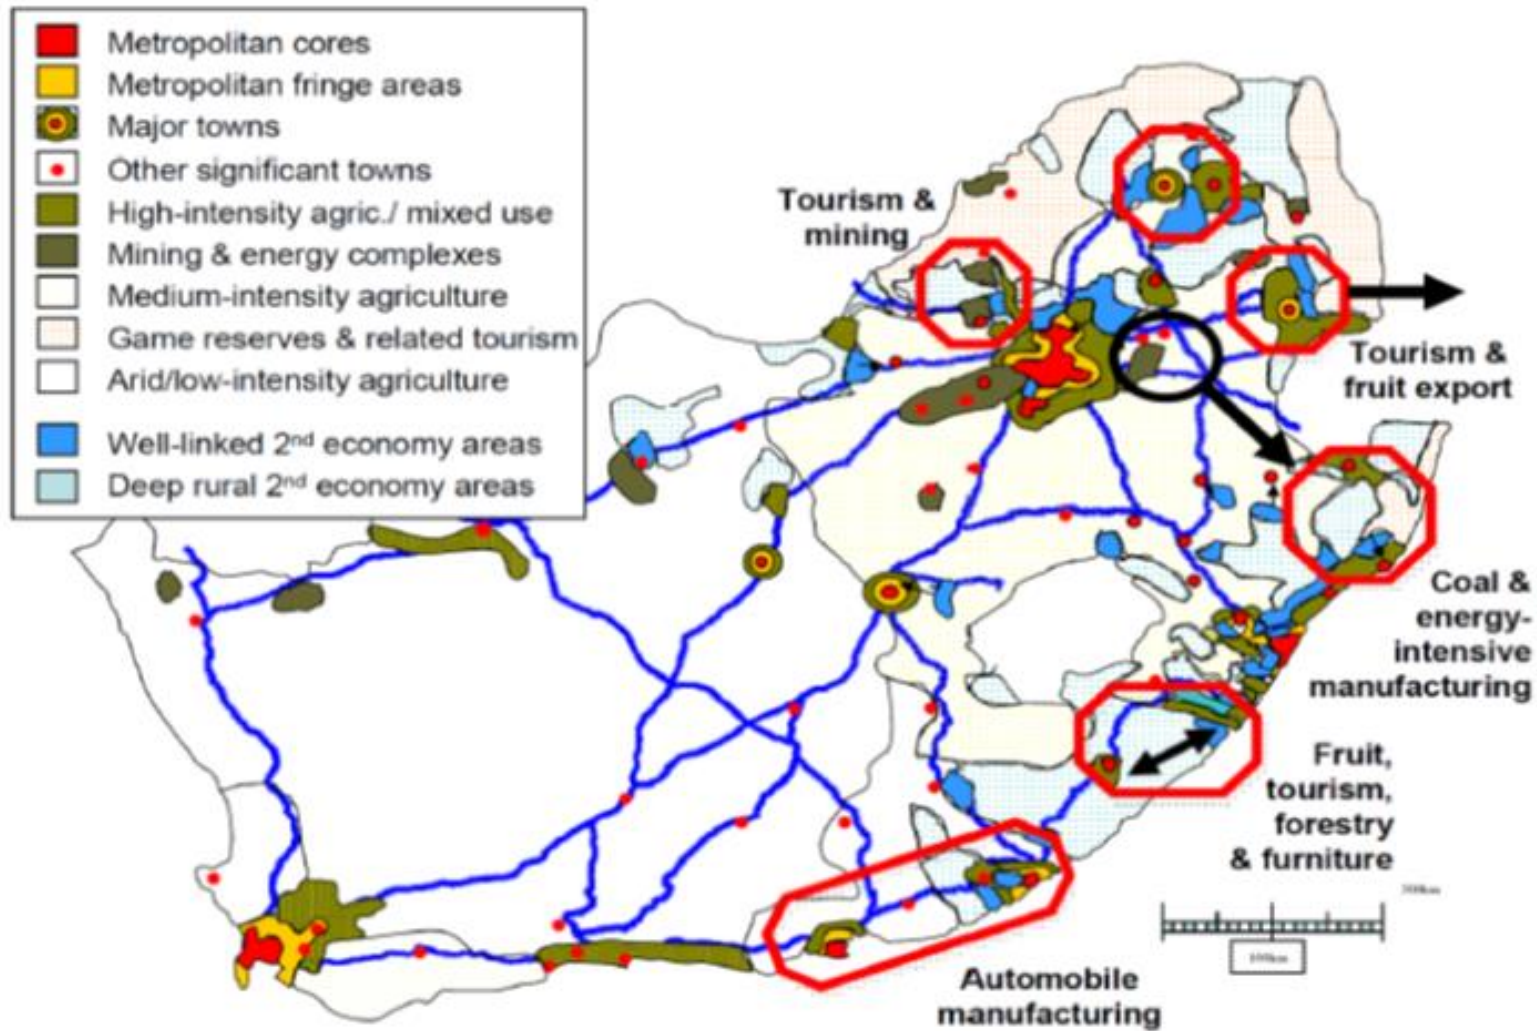 Metropolitan cores
Metropolitan fringe areas
Major towns
Other significant towns
High-intensity agric./ mixed use
Mining & energy complexes
Medium-intensity agriculture
Game reserves & related tourism
Arid/low-intensity agriculture
Well-linked 2nd economy areas
Deep rural 2nd economy areas
Tourism &
mining
Tourism &
fruit export
Coal &
energy-
intensive
manufacturing
Fruit,
tourism,
forestry
& furniture
Automobile
manufacturing